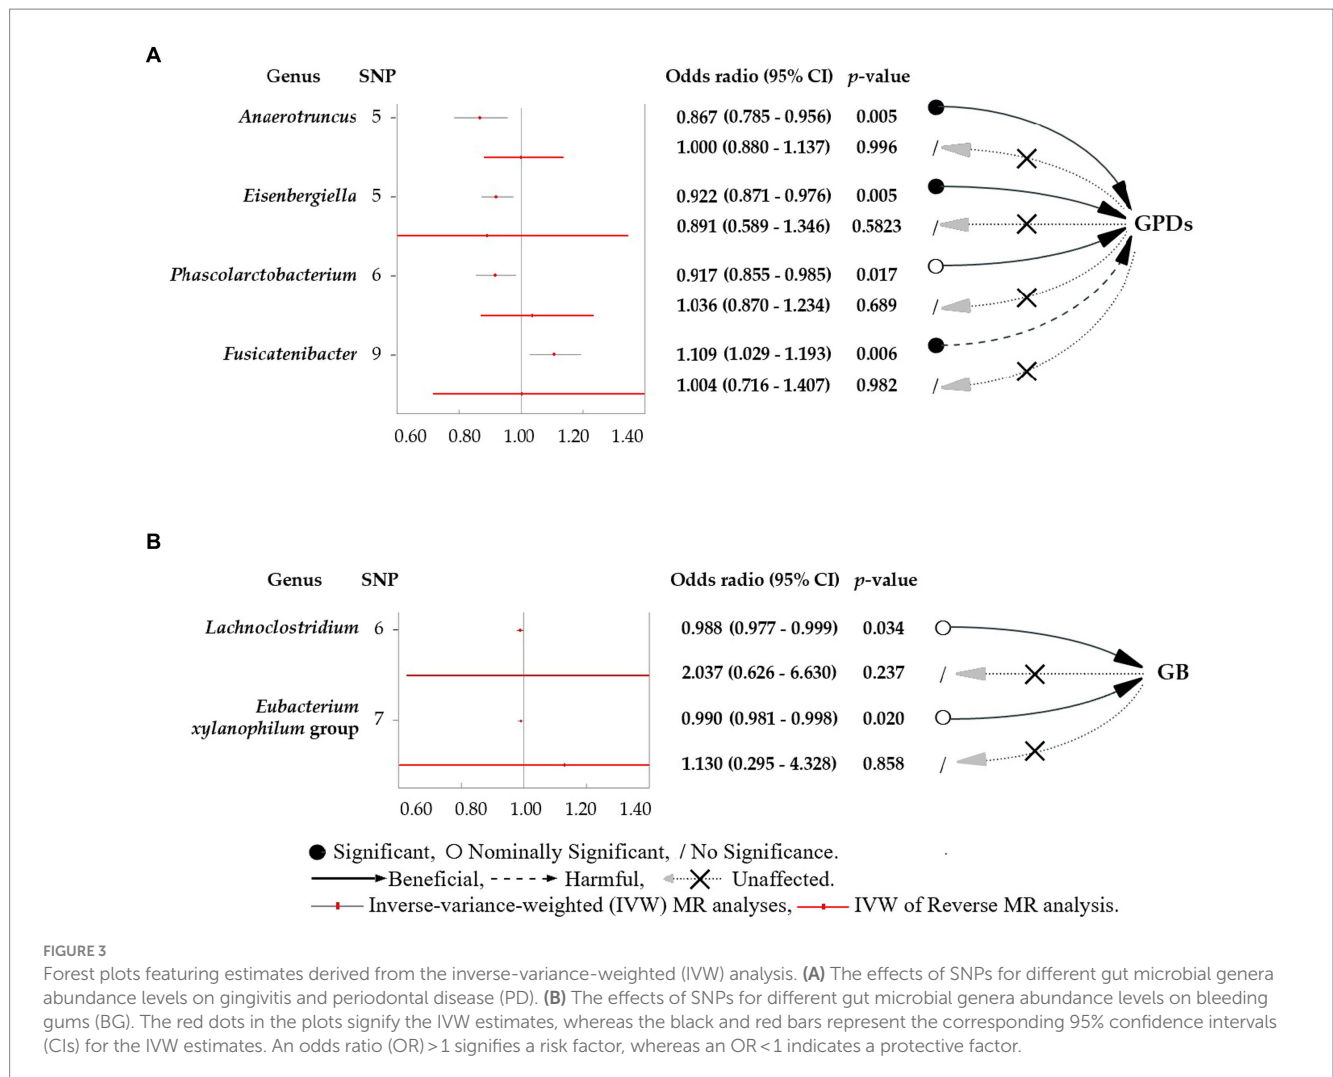 A
Genus SNP Odds radio (95% CI) p-value
Anaerotruncus 5 0.867 (0.785 - 0.956) 0.005
1.000 (0.880 - 1.137) 0.996 /
Eisenbergiella 5 0.922 (0.871 - 0.976) 0.005
0.891 (0.589 - 1.346) 0.5823 / GPDs
Phascolarctobacterium 6 0.917 (0.855 - 0.985) 0.017
1.036 (0.870 - 1.234) 0.689 /
Fusicatenibacter 9 1.109 (1.029 - 1.193) 0.006
1.004 (0.716 - 1.407) 0.982 /
0.60 0.80 1.00 1.20 1.40
B
Genus SNP Odds radio (95% CI) p-value
Lachnoclostridium 6 0.988 (0.977 - 0.999) 0.034
2.037 (0.626 - 6.630) 0.237 / GB
Eubacterium
xylanophilum group 7 0.990 (0.981 - 0.998) 0.020
1.130 (0.295 - 4.328) 0.858 /
0.60 0.80 1.00 1.20 1.40
● Significant, O Nominally Significant, / No Significance.
Beneficial, Harmful, Unaffected.
Inverse-variance-weighted (IVW) MR analyses, IVW of Reverse MR analysis.
FIGURE 3
Forest plots featuring estimates derived from the inverse-variance-weighted (IVW) analysis. (A) The effects of SNPs for different gut microbial genera
abundance levels on gingivitis and periodontal disease (PD). (B) The effects of SNPs for different gut microbial genera abundance levels on bleeding
gums (BG). The red dots in the plots signify the IVW estimates, whereas the black and red bars represent the corresponding 95% confidence intervals
(CIs) for the IVW estimates. An odds ratio (OR) > 1 signifies a risk factor, whereas an OR < 1 indicates a protective factor.